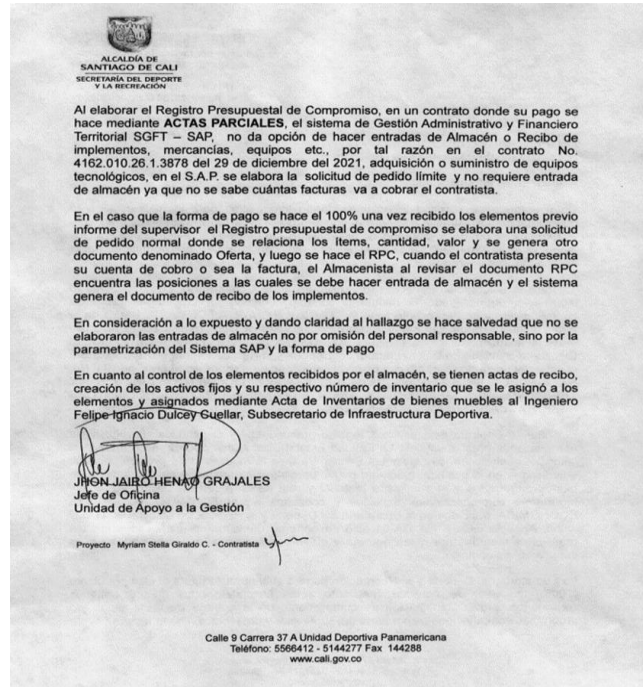 ALCALDÍA DE
SANTIAGO DE CALI
SECRETARÍA DEL DEPORTE
Y LA RECREACIÓN
Al elaborar el Registro Presupuestal de Compromiso, en un contrato donde su pago se
hace mediante ACTAS PARCIALES, el sistema de Gestión Administrativo y Financiero
Territorial SGFT – SAP, no da opción de hacer entradas de Almacén o Recibo de
implementos, mercancías, equipos etc., por tal razón en el contrato No.
4162.010.26.1.3878 del 29 de diciembre del 2021, adquisición o suministro de equipos
tecnológicos, en el S.A.P. se elabora la solicitud de pedido límite y no requiere entrada
de almacén ya que no se sabe cuántas facturas va a cobrar el contratista.
En el caso que la forma de pago se hace el 100% una vez recibido los elementos previo
informe del supervisor el Registro presupuestal de compromiso se elabora una solicitud
de pedido normal donde se relaciona los ítems, cantidad, valor y se genera otro
documento denominado Oferta, y luego se hace el RPC, cuando el contratista presenta
su cuenta de cobro o sea la factura, el Almacenista al revisar el documento RPC
encuentra las posiciones a las cuales se debe hacer entrada de almacén y el sistema
genera el documento de recibo de los implementos.
En consideración a lo expuesto y dando claridad al hallazgo se hace salvedad que no se
elaboraron las entradas de almacén no por omisión del personal responsable, sino por la
parametrización del Sistema SAP y la forma de pago
En cuanto al control de los elementos recibidos por el almacén, se tienen actas de recibo,
creación de los activos fijos y su respectivo número de inventario que se le asignó a los
elementos y asignados mediante Acta de Inventarios de bienes muebles al Ingeniero
Felipe Ignacio Dulcey Cuellar, Subsecretario de Infraestructura Deportiva.
JHON JAIRO HENAO GRAJALES
Jefe de Oficina
Unidad de Apoyo a la Gestión
Proyecto Myriam Stella Giraldo C. - Contratista
Calle 9 Carrera 37 A Unidad Deportiva Panamericana
Teléfono: 5566412 - 5144277 Fax 144288
www.cali.gov.co